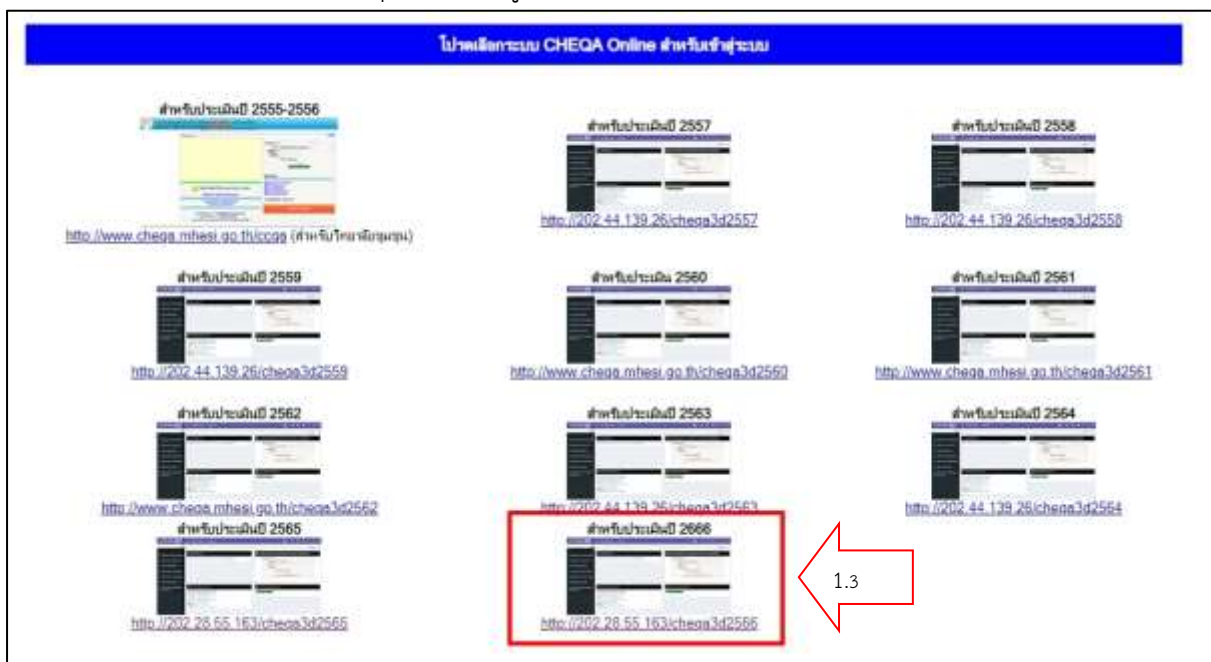 โปรดเลือกระบบ CHEQA Online สำหรับเข้าสู่ระบบ
สำหรับประเมินปี 2555-2556
สำหรับประเมินปี 2557
สำหรับประเมินปี 2558
http://www.cheqa.mhesi.go.th/ccqa (สำหรับวิทยาลัยชุมชน)
http://202.44.139.26/cheqa3d2557
http://202.44.139.26/cheqa3d2558
สำหรับประเมินปี 2559
สำหรับประเมิน 2560
สำหรับประเมินปี 2561
http://202.44.139.26/cheqa3d2559
http://www.cheqa.mhesi.go.th/cheqa3d2560
http://www.cheqa.mhesi.go.th/cheqa3d2561
สำหรับประเมินปี 2562
สำหรับประเมินปี 2563
สำหรับประเมินปี 2564
http://www.cheqa.mhesi.go.th/cheqa3d2562
http://202.44.139.26/cheqa3d2563
http://202.44.139.26/cheqa3d2564
สำหรับประเมินปี 2565
สำหรับประเมินปี 2666
http://202.28.55.163/cheqa3d2565
http://202.28.55.163/cheqa3d2566
1.3